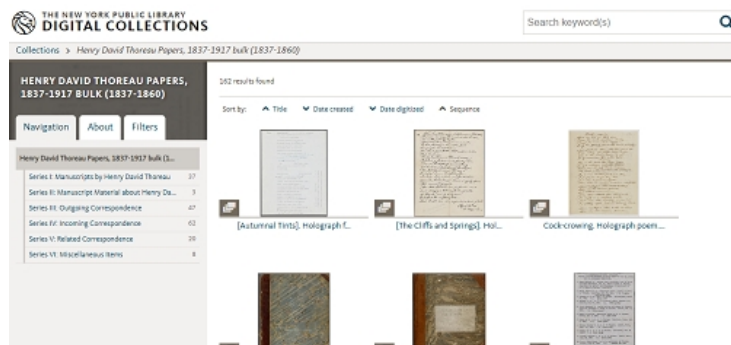 THE NEW YORK PUBLIC LIBRARY
DIGITAL COLLECTIONS
Search keyword(s)
Collections > Henry David Thoreau Papers, 1837-1917 bulk (1837-1860)
HENRY DAVID THOREAU PAPERS,
1837-1917 BULK (1837-1860)
Navigation
About
Filters
Henry David Thoreau Papers, 1837-1917 bulk (1...
Series I: Manuscripts by Henry David Thoreau 37
Series II: Manuscript Material about Henry Da... 3
Series III: Outgoing Correspondence 47
Series IV: Incoming Correspondence 62
Series V: Related Correspondence
Series VI: Miscellaneous Items 8
results found
Sort by: Title Date created Date digitized Sequence
[Autumnal Tints]. Holograph f...
[The Cliffs and Springs]. Hol...
Cock-crowing. Holograph poem...